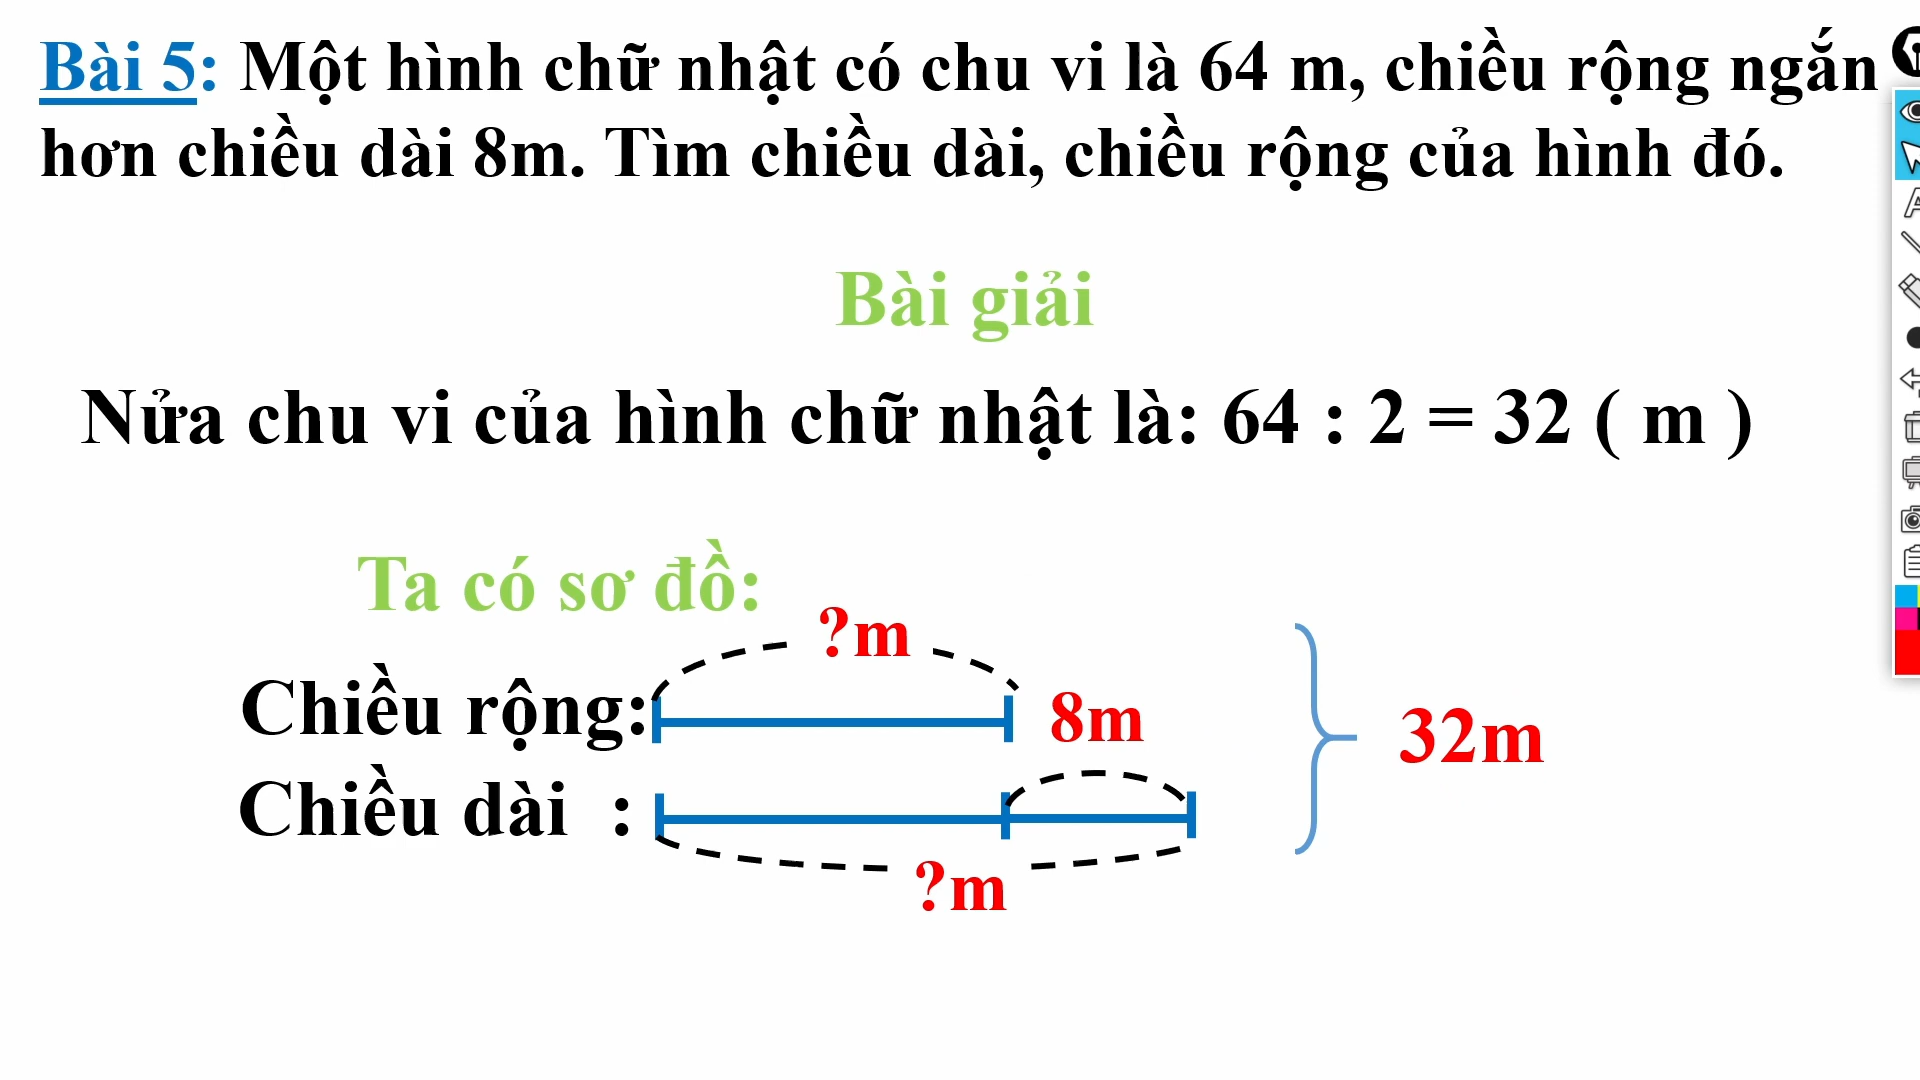 Bài 5: Một hình chữ nhật có chu vi là 64 m, chiều rộng ngắn
hơn chiều dài 8m. Tìm chiều dài, chiều rộng của hình đó.
Bài giải
Nửa chu vi của hình chữ nhật là: 64 : 2 = 32 ( m )
Ta có sơ đồ:
?m
Chiều rộng:
8m
32m
Chiều dài :
?m